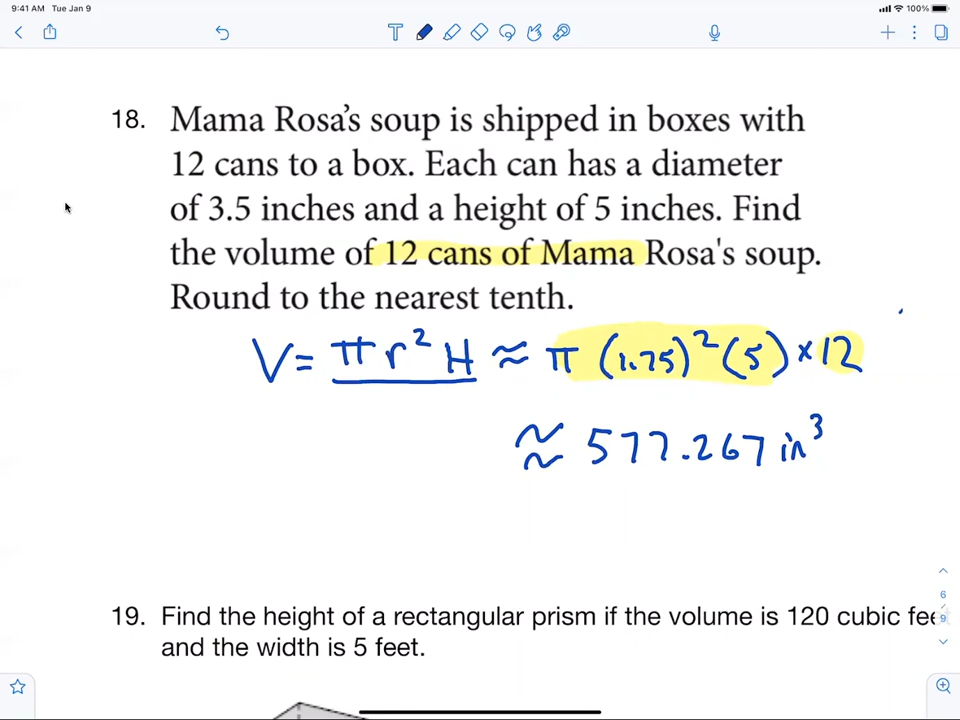 9:41 AM Tue Jan 9 100%
18. Mama Rosa's soup is shipped in boxes with
12 cans to a box. Each can has a diameter
of 3.5 inches and a height of 5 inches. Find
the volume of 12 cans of Mama Rosa's soup.
Round to the nearest tenth.
V = π r² H ≈ π (1.75)² (5) × 12
≈ 577.267 in³
6
9
19. Find the height of a rectangular prism if the volume is 120 cubic fee
and the width is 5 feet.